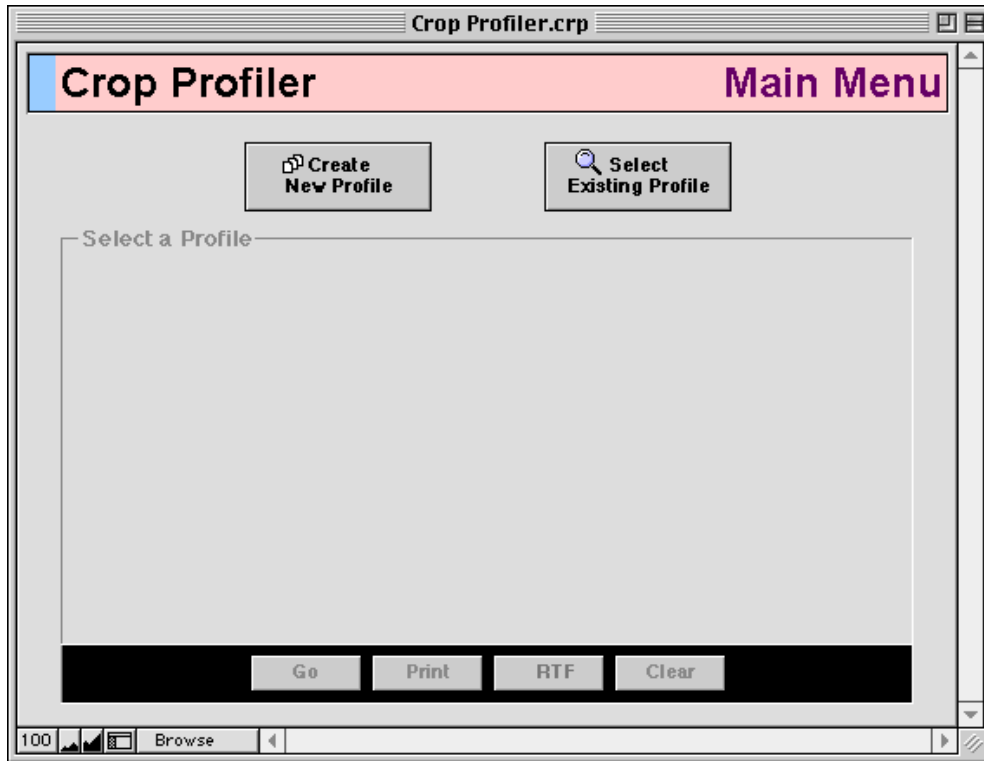 Crop Profiler.crp
Crop Profiler Main Menu
Create
New Profile
Select
Existing Profile
Select a Profile
Go Print RTF Clear
100 Browse